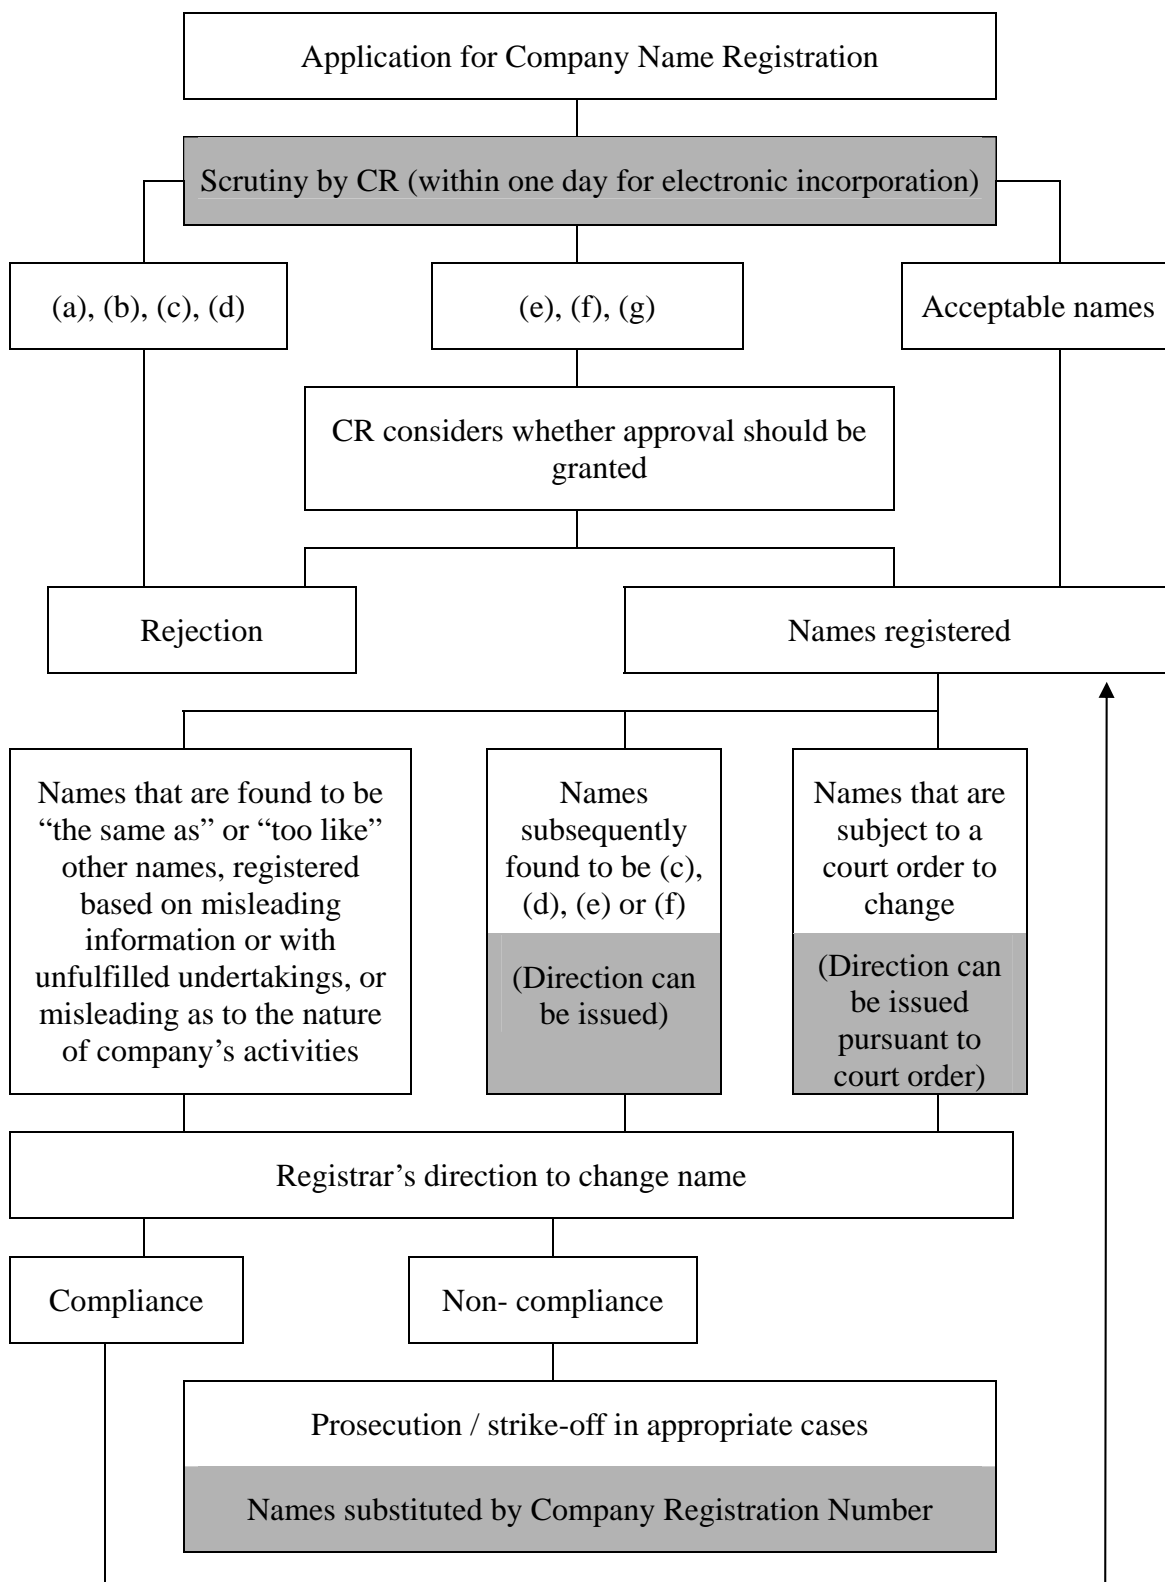 Application for Company Name Registration
Scrutiny by CR (within one day for electronic incorporation)
(a), (b), (c), (d)
(e), (f), (g)
Acceptable names
CR considers whether approval should be
granted
Rejection
Names registered
Names that are found to be
“the same as” or “too like”
other names, registered
based on misleading
information or with
unfulfilled undertakings, or
misleading as to the nature
of company’s activities
Names
subsequently
found to be (c),
(d), (e) or (f)
(Direction can
be issued)
Names that are
subject to a
court order to
change
(Direction can
be issued
pursuant to
court order)
Registrar’s direction to change name
Compliance
Non- compliance
Prosecution / strike-off in appropriate cases
Names substituted by Company Registration Number